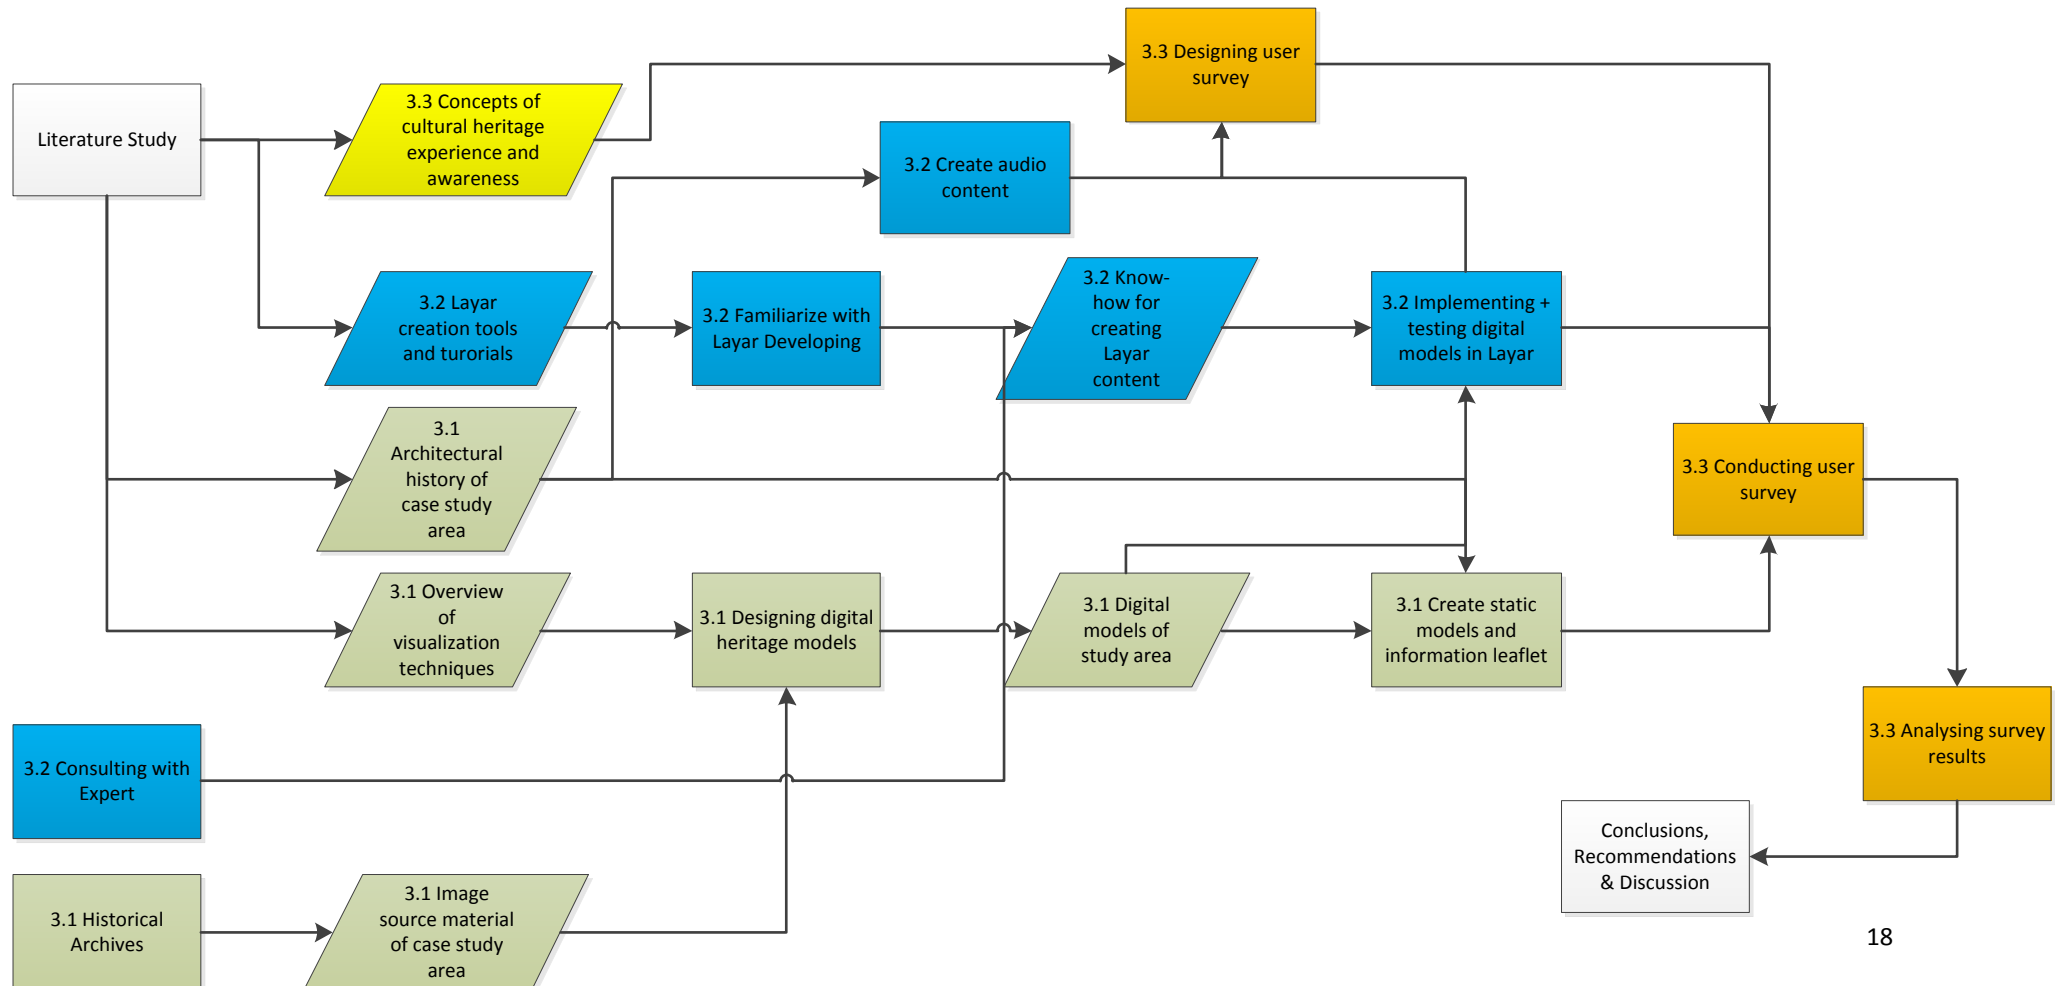 3.3 Designing user
survey
Literature Study
3.3 Concepts of
cultural heritage
experience and
awareness
3.2 Create audio
content
3.2 Layar
creation tools
and turorials
3.2 Familiarize with
Layar Developing
3.2 Know-
how for
creating
Layar
content
3.2 Implementing +
testing digital
models in Layar
3.1
Architectural
history of
case study
area
3.3 Conducting user
survey
3.1 Overview
of
visualization
techniques
3.1 Designing digital
heritage models
3.1 Digital
models of
study area
3.1 Create static
models and
information leaflet
3.2 Consulting with
Expert
3.3 Analysing survey
results
Conclusions,
Recommendations
& Discussion
3.1 Historical
Archives
3.1 Image
source material
of case study
area
18